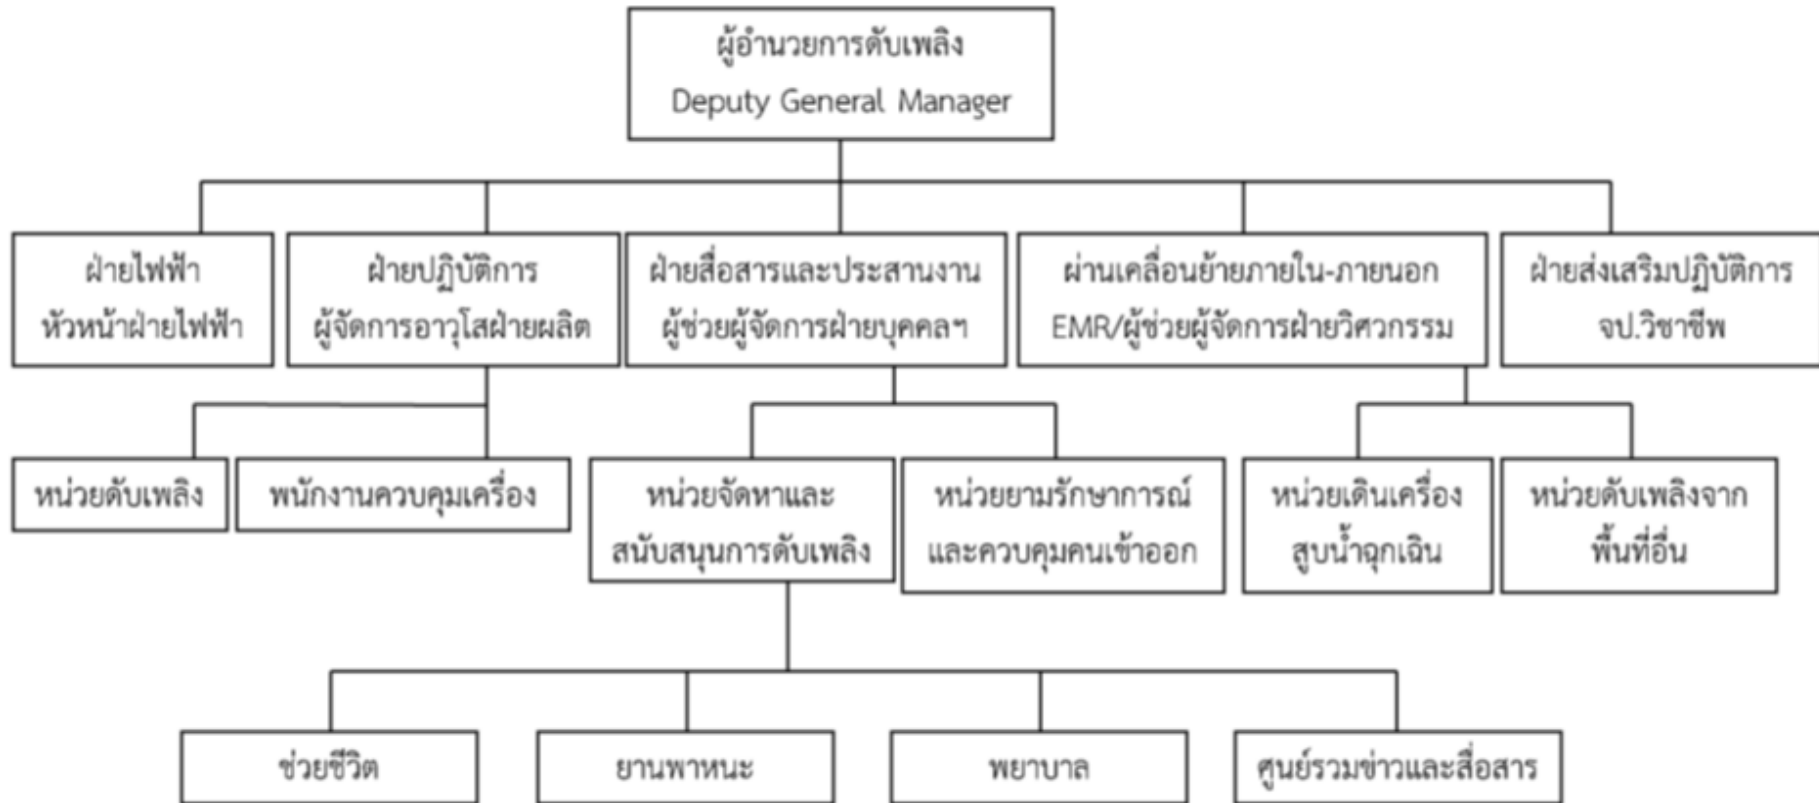 ผู้อำนวยการดับเพลิง
Deputy General Manager
ฝ่ายไฟฟ้า
หัวหน้าฝ่ายไฟฟ้า
ฝ่ายปฏิบัติการ
ผู้จัดการอาวุโสฝ่ายผลิต
ฝ่ายสื่อสารและประสานงาน
ผู้ช่วยผู้จัดการฝ่ายบุคคลฯ
ผ่านเคลื่อนย้ายภายใน-ภายนอก
EMR/ผู้ช่วยผู้จัดการฝ่ายวิศวกรรม
ฝ่ายส่งเสริมปฏิบัติการ
จป.วิชาชีพ
หน่วยดับเพลิง
พนักงานควบคุมเครื่อง
หน่วยจัดหาและ
สนับสนุนการดับเพลิง
หน่วยยามรักษาการณ์
และควบคุมคนเข้าออก
หน่วยเดินเครื่อง
สูบน้ำฉุกเฉิน
หน่วยดับเพลิงจาก
พื้นที่อื่น
ช่วยชีวิต
ยานพาหนะ
พยาบาล
ศูนย์รวมข่าวและสื่อสาร